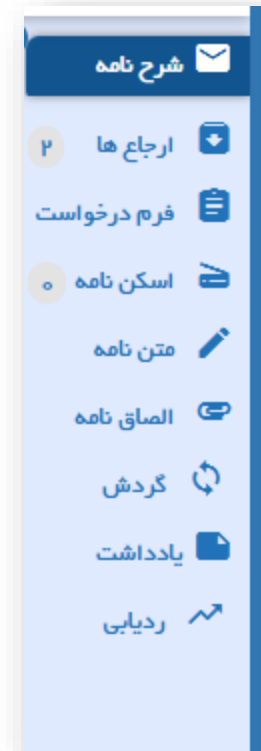 شرح نامه
ارجاع ها ۲
فرم درخواست
اسکن نامه ۰
متن نامه
الصاق نامه
گردش
یادداشت
ردیابی